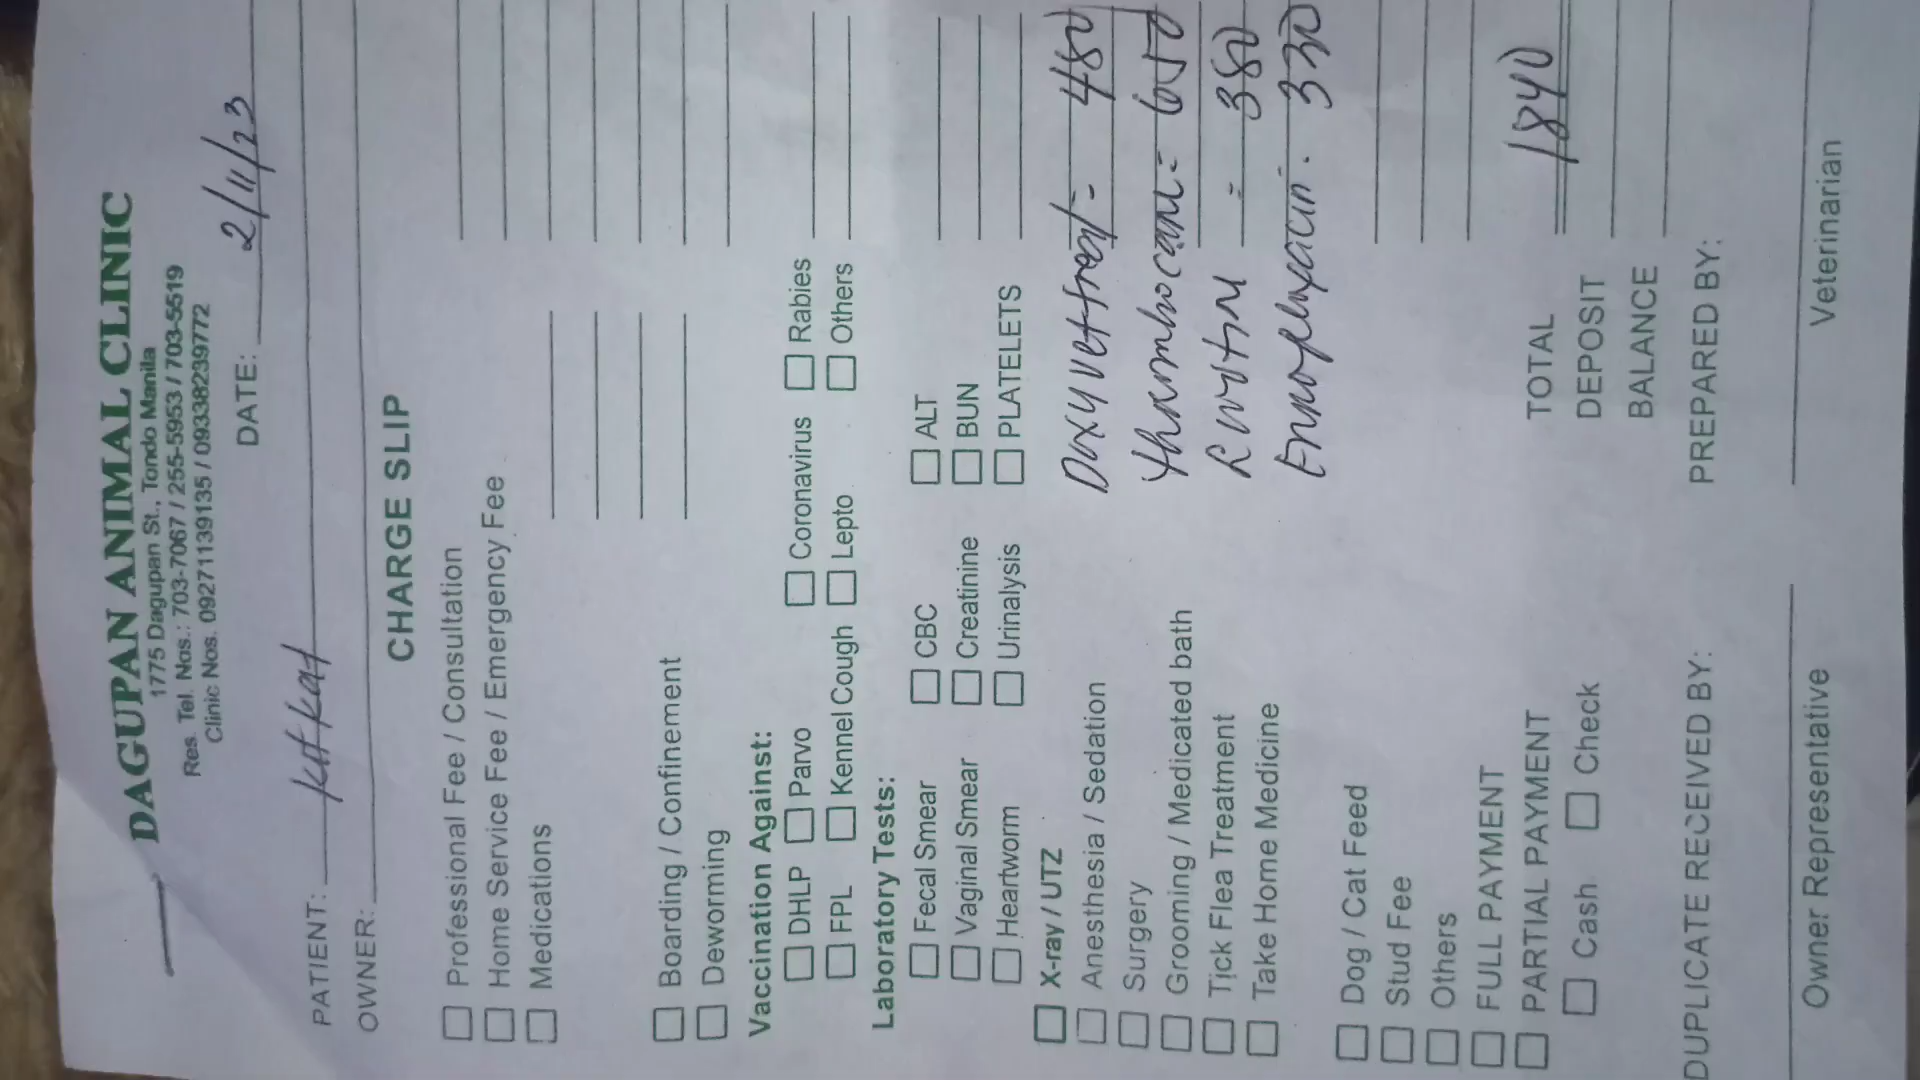 DAGUPAN ANIMAL CLINIC
1775 Dagupan St., Tondo Manila
Res. Tel. Nos.: 703-7067 / 255-5953 / 703-5519
Clinic Nos. 09271139135 / 09338239772
DATE: 2/11/23
PATIENT: Kitkat
OWNER:
CHARGE SLIP
Professional Fee / Consultation
Home Service Fee / Emergency Fee
Medications
Boarding / Confinement
Deworming
Vaccination Against:
DHLP Parvo Coronavirus Rabies
FPL Kennel Cough Lepto Others
Laboratory Tests:
Fecal Smear CBC ALT
Vaginal Smear Creatinine BUN
Heartworm Urinalysis PLATELETS
X-ray / UTZ Doxyvettreat - 480
Anesthesia / Sedation
Surgery
Grooming / Medicated bath = 650
Tick Flea Treatment = 380
Take Home Medicine Enrofloxacin . 330
Dog / Cat Feed
Stud Fee
Others
FULL PAYMENT
PARTIAL PAYMENT TOTAL 1840
Cash Check DEPOSIT
BALANCE
DUPLICATE RECEIVED BY: PREPARED BY:
Owner Representative Veterinarian